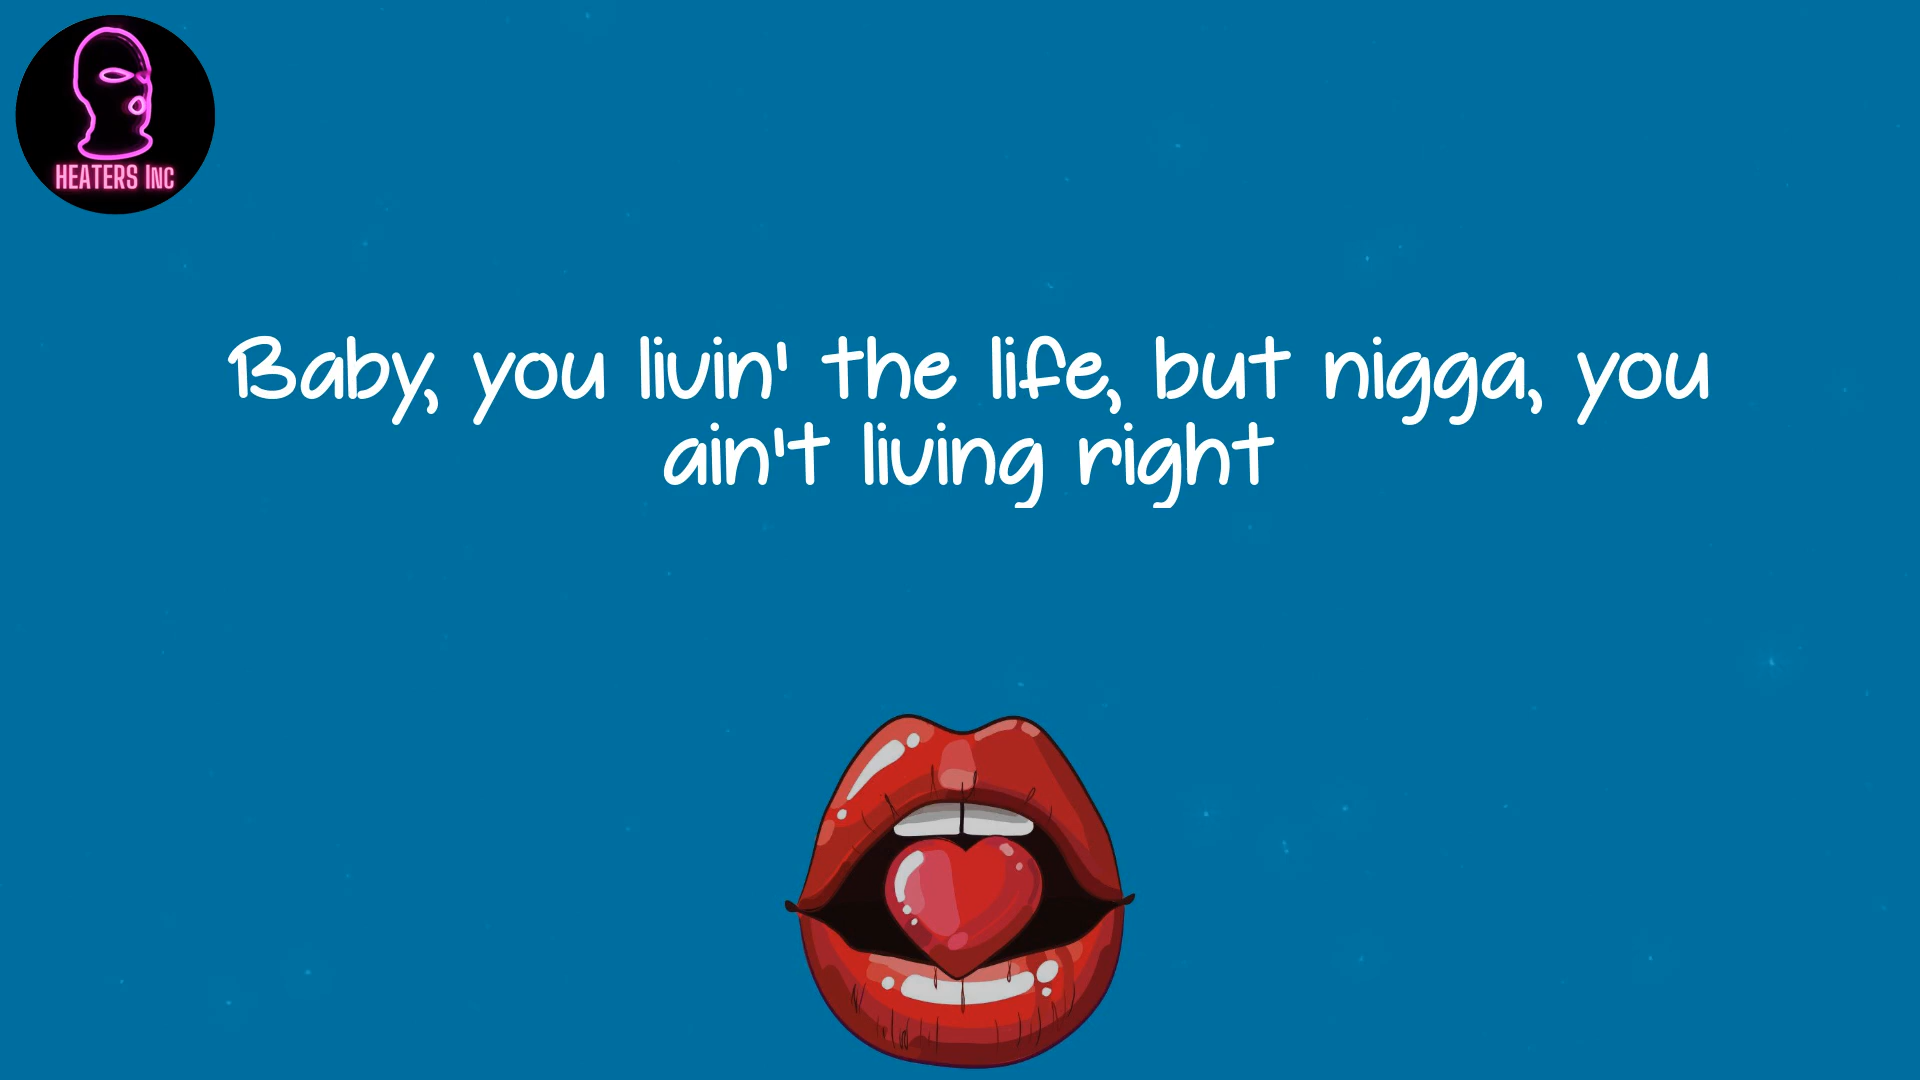 HEATERS INC
Baby, you livin' the life, but nigga, you
ain't living right